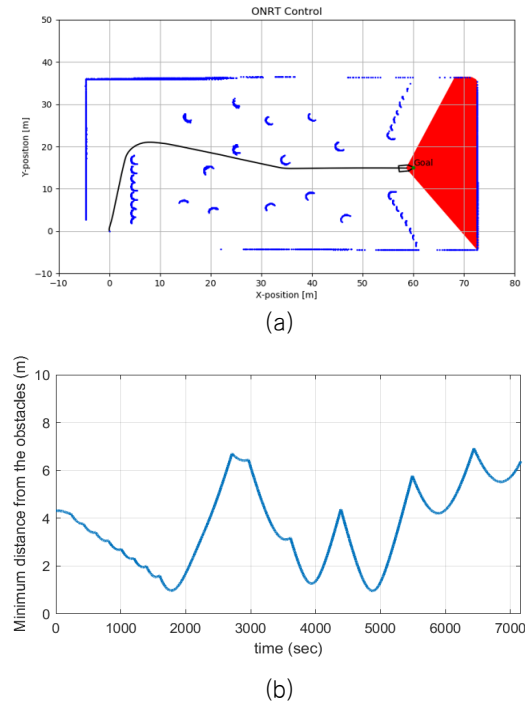 ONRT Control
50
40
30
20
10
0
-10
-10 0 10 20 30 40 50 60 70 80
Y-position [m]
X-position [m]
Goal
(a)
10
8
6
4
2
0
0 1000 2000 3000 4000 5000 6000 7000
Minimum distance from the obstacles (m)
time (sec)
(b)